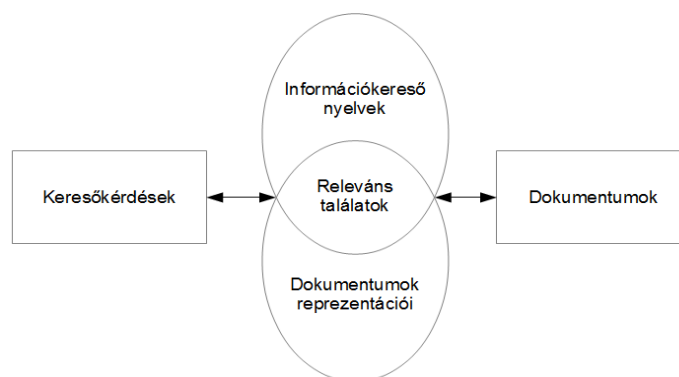 Információkereső
nyelvek
Keresőkérdések
Releváns
találatok
Dokumentumok
Dokumentumok
reprezentációi